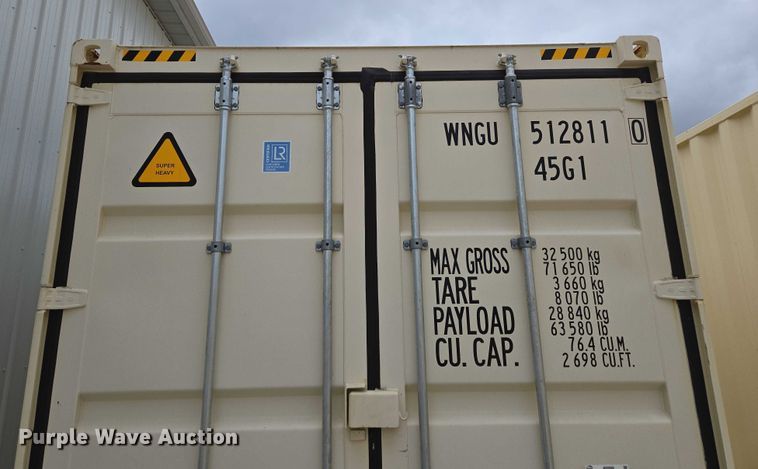 SUPER
HEAVY
LR
WNGU 512811 0
45G1
MAX GROSS 32 500 kg
71 650 lb
TARE 3 660 kg
8 070 lb
PAYLOAD 28 840 kg
63 580 lb
CU. CAP. 76.4 CU.M.
2 698 CU.FT.
Purple Wave Auction